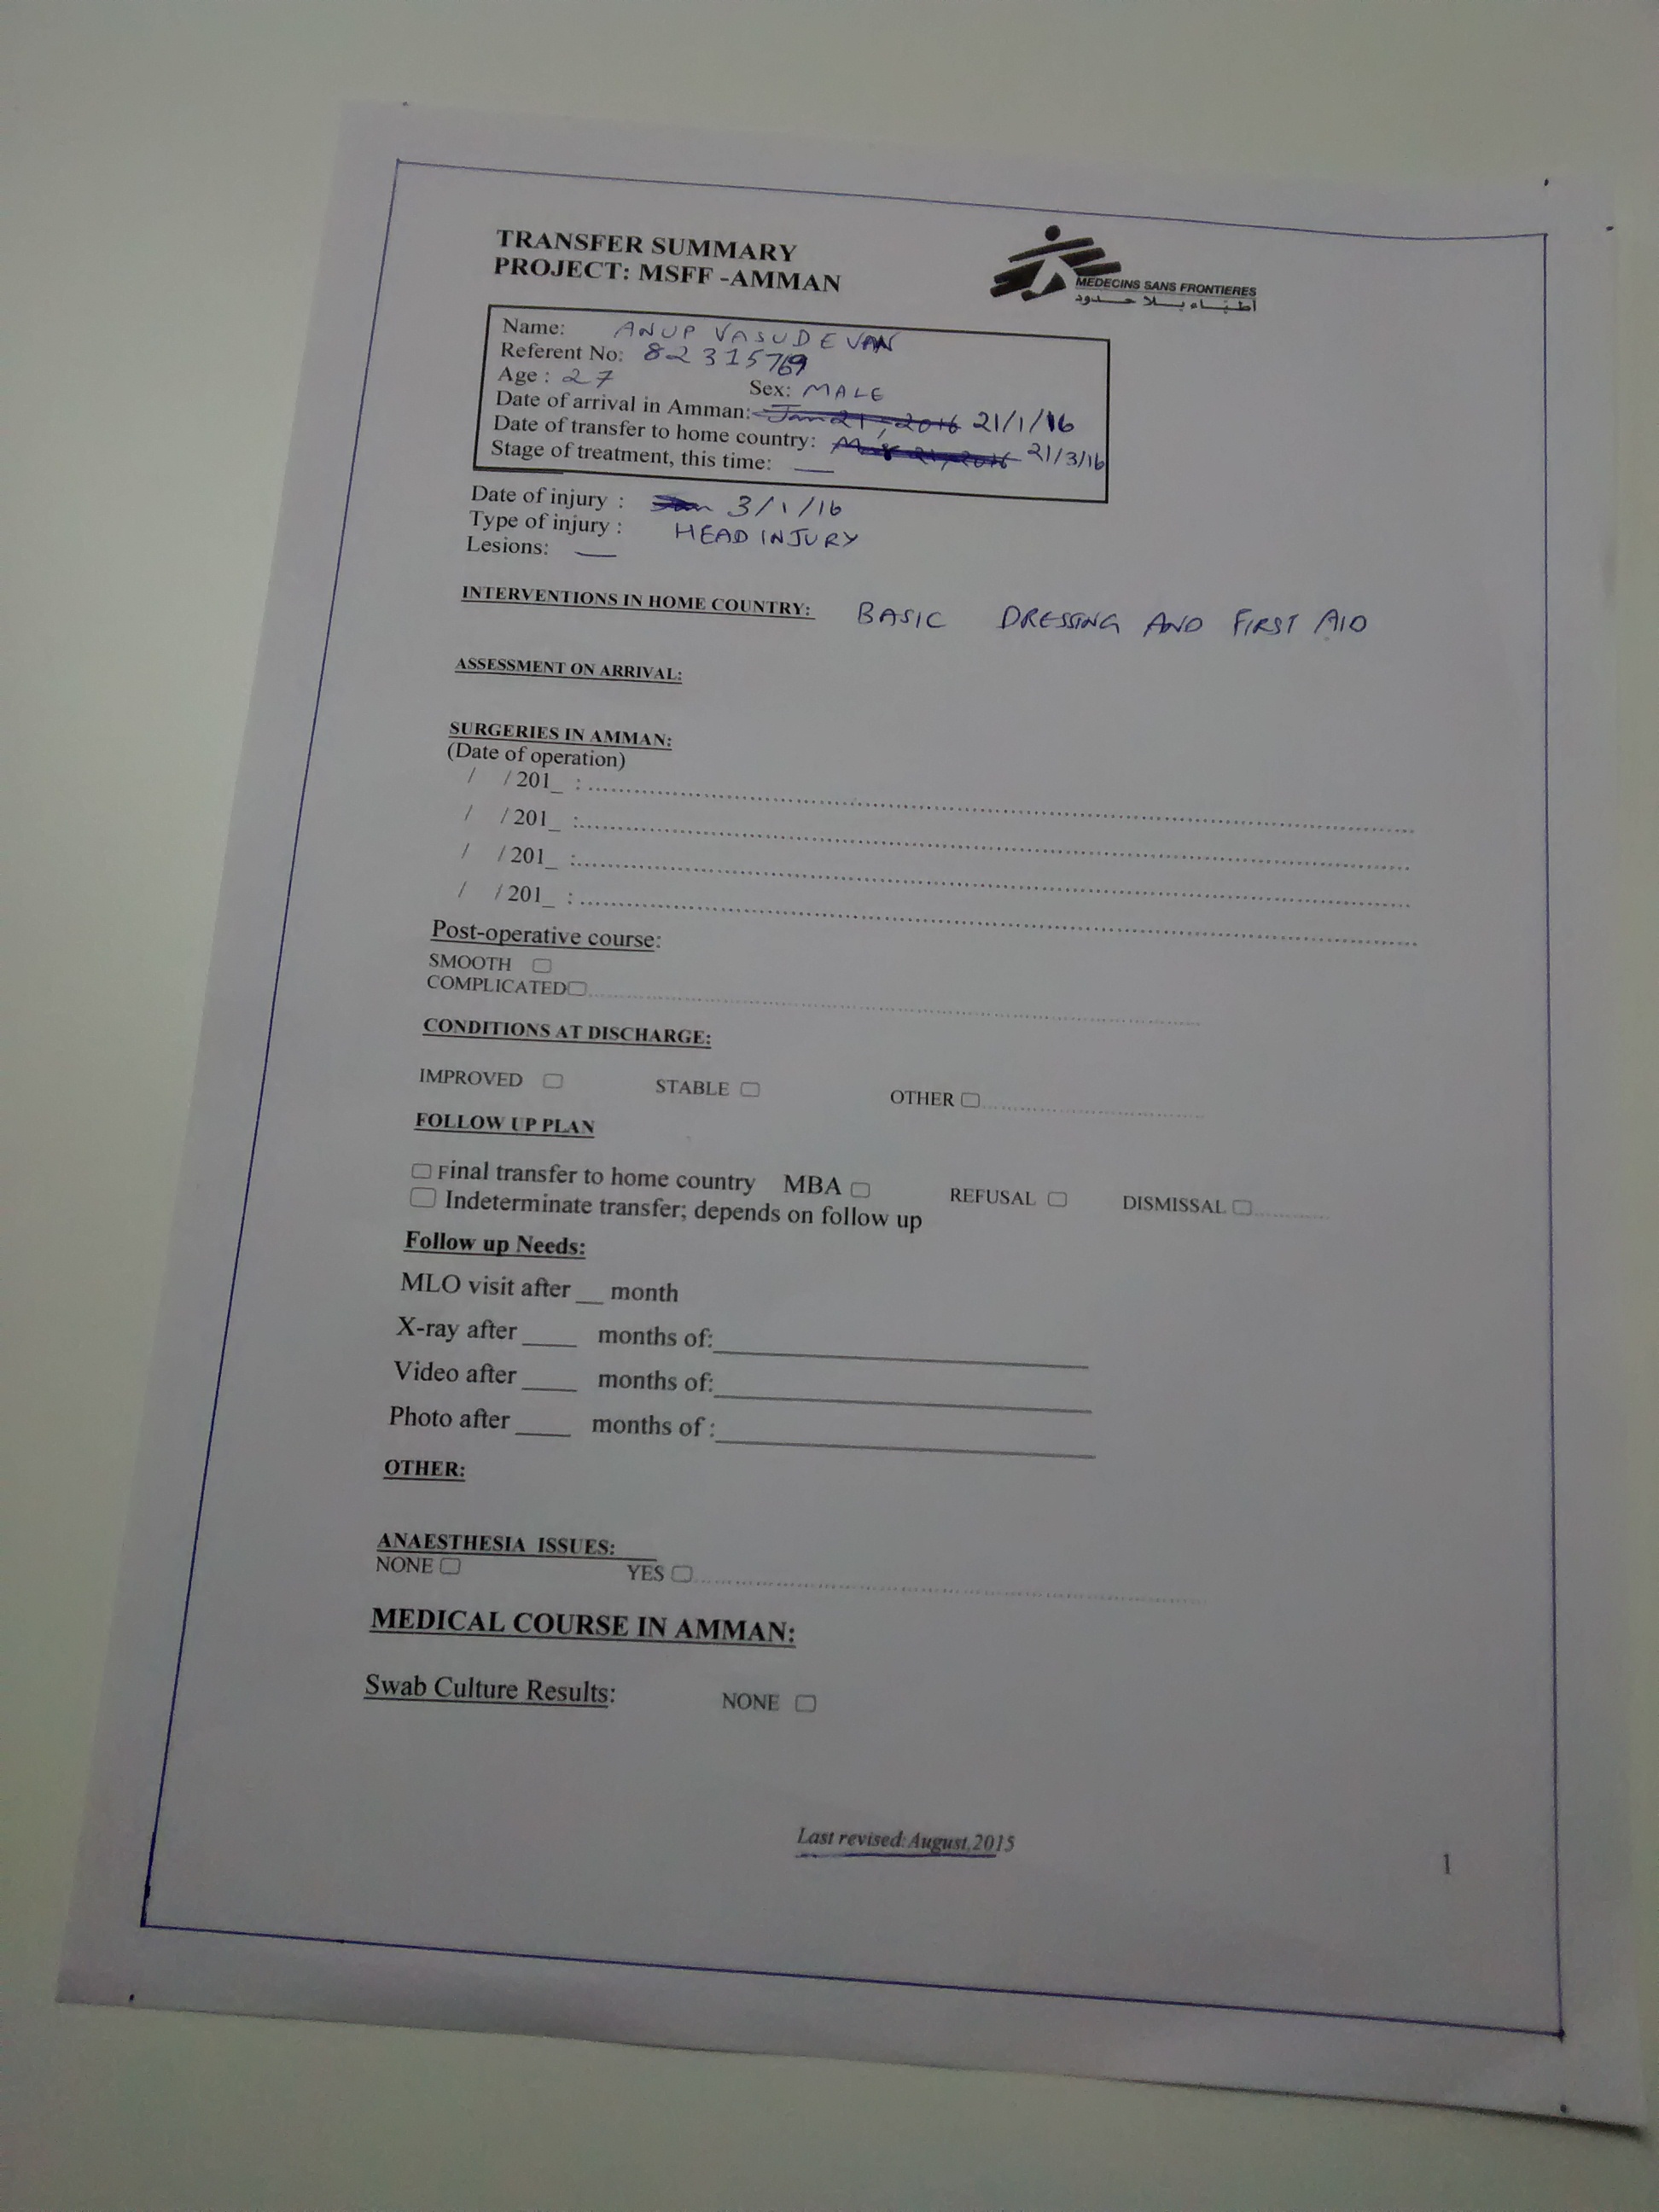 TRANSFER SUMMARY
PROJECT: MSFF -AMMAN
MEDECINS SANS FRONTIERES
أطباء بلا حدود
Name: ANUP VASUDEVAN
Referent No: 
Age : 27 Sex: MALE
Date of arrival in Amman: Jan 21, 2016 21/1/16
Date of transfer to home country: 21, 2016 21/3/16
Stage of treatment, this time: __
Date of injury : Jan 3/1/16
Type of injury : HEAD INJURY
Lesions: __
INTERVENTIONS IN HOME COUNTRY: BASIC DRESSING AND FIRST AID
ASSESSMENT ON ARRIVAL:
SURGERIES IN AMMAN:
(Date of operation)
/ / 201_ : ........................................
/ / 201_ :........................................
/ / 201_ :........................................
/ / 201_ : ........................................
Post-operative course:
SMOOTH
COMPLICATED........................................
CONDITIONS AT DISCHARGE:
IMPROVED STABLE OTHER ....................
FOLLOW UP PLAN
Final transfer to home country MBA REFUSAL DISMISSAL ..........
Indeterminate transfer; depends on follow up
Follow up Needs:
MLO visit after __ month
X-ray after ____ months of:____________________
Video after ____ months of:____________________
Photo after ____ months of :____________________
OTHER:
ANAESTHESIA ISSUES:
NONE YES ........................................
MEDICAL COURSE IN AMMAN:
Swab Culture Results: NONE
Last revised: August,2015
1